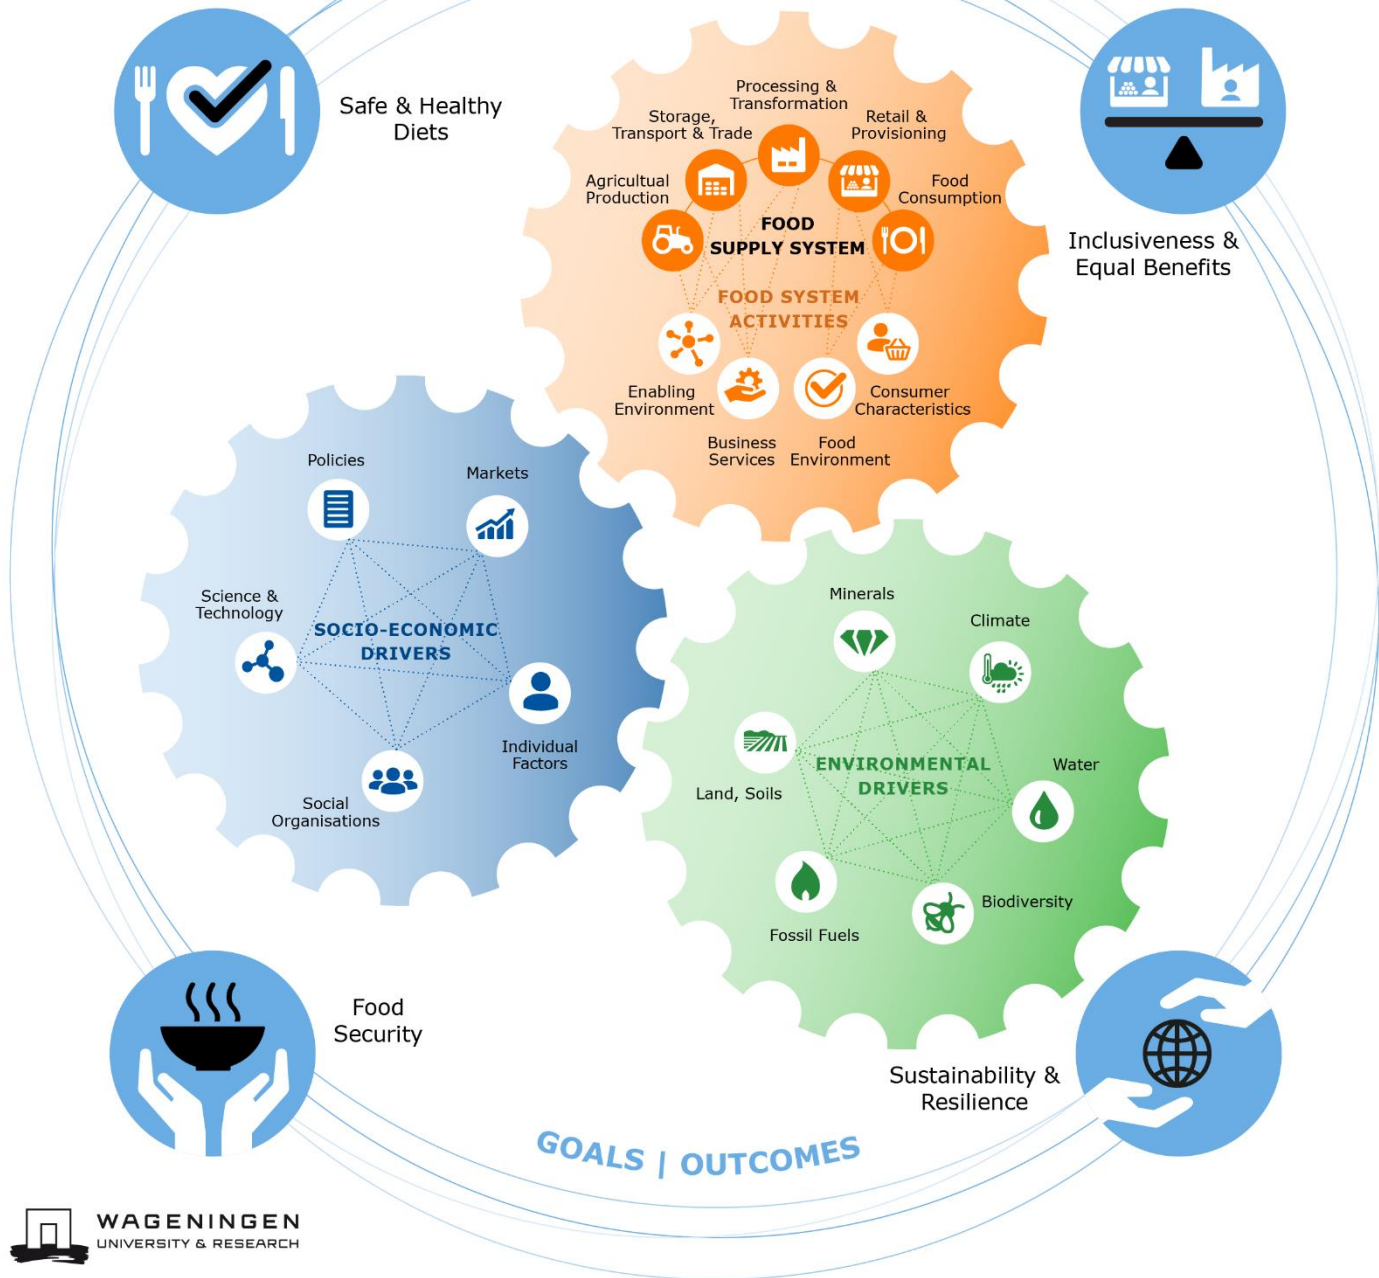 Safe & Healthy
Diets
Processing &
Transformation
Storage,
Transport & Trade
Retail &
Provisioning
Agricultual
Production
Food
Consumption
FOOD
SUPPLY SYSTEM
FOOD SYSTEM
ACTIVITIES
Enabling
Environment
Business
Services
Food
Environment
Consumer
Characteristics
Inclusiveness &
Equal Benefits
Policies
Markets
Science &
Technology
SOCIO-ECONOMIC
DRIVERS
Individual
Factors
Social
Organisations
Minerals
Climate
Land, Soils
ENVIRONMENTAL
DRIVERS
Water
Fossil Fuels
Biodiversity
Food
Security
Sustainability &
Resilience
GOALS | OUTCOMES
WAGENINGEN
UNIVERSITY & RESEARCH